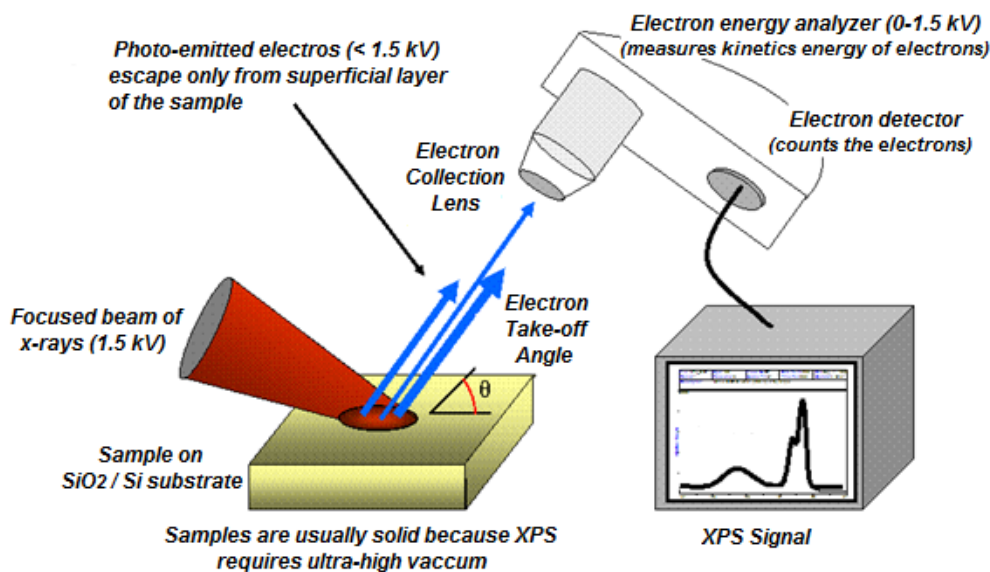 Electron energy analyzer (0-1.5 kV)
(measures kinetics energy of electrons)
Photo-emitted electros (< 1.5 kV)
escape only from superficial layer
of the sample
Electron detector
(counts the electrons)
Electron
Collection
Lens
Focused beam of
x-rays (1.5 kV)
Electron
Take-off
Angle
θ
Sample on
SiO2 / Si substrate
Samples are usually solid because XPS
requires ultra-high vaccum
XPS Signal